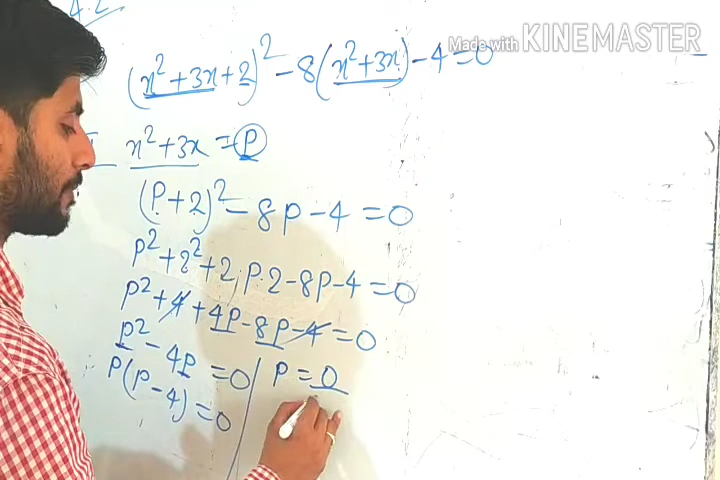 4.2
Made with KINEMASTER
(x² + 3x + 2)² - 8(x² + 3x) - 4 = 0
x² + 3x = P
(P + 2)² - 8P - 4 = 0
P² + 2² + 2.P.2 - 8P - 4 = 0
P² + 4 + 4P - 8P - 4 = 0
P² - 4P = 0
P(P - 4) = 0
P = 0